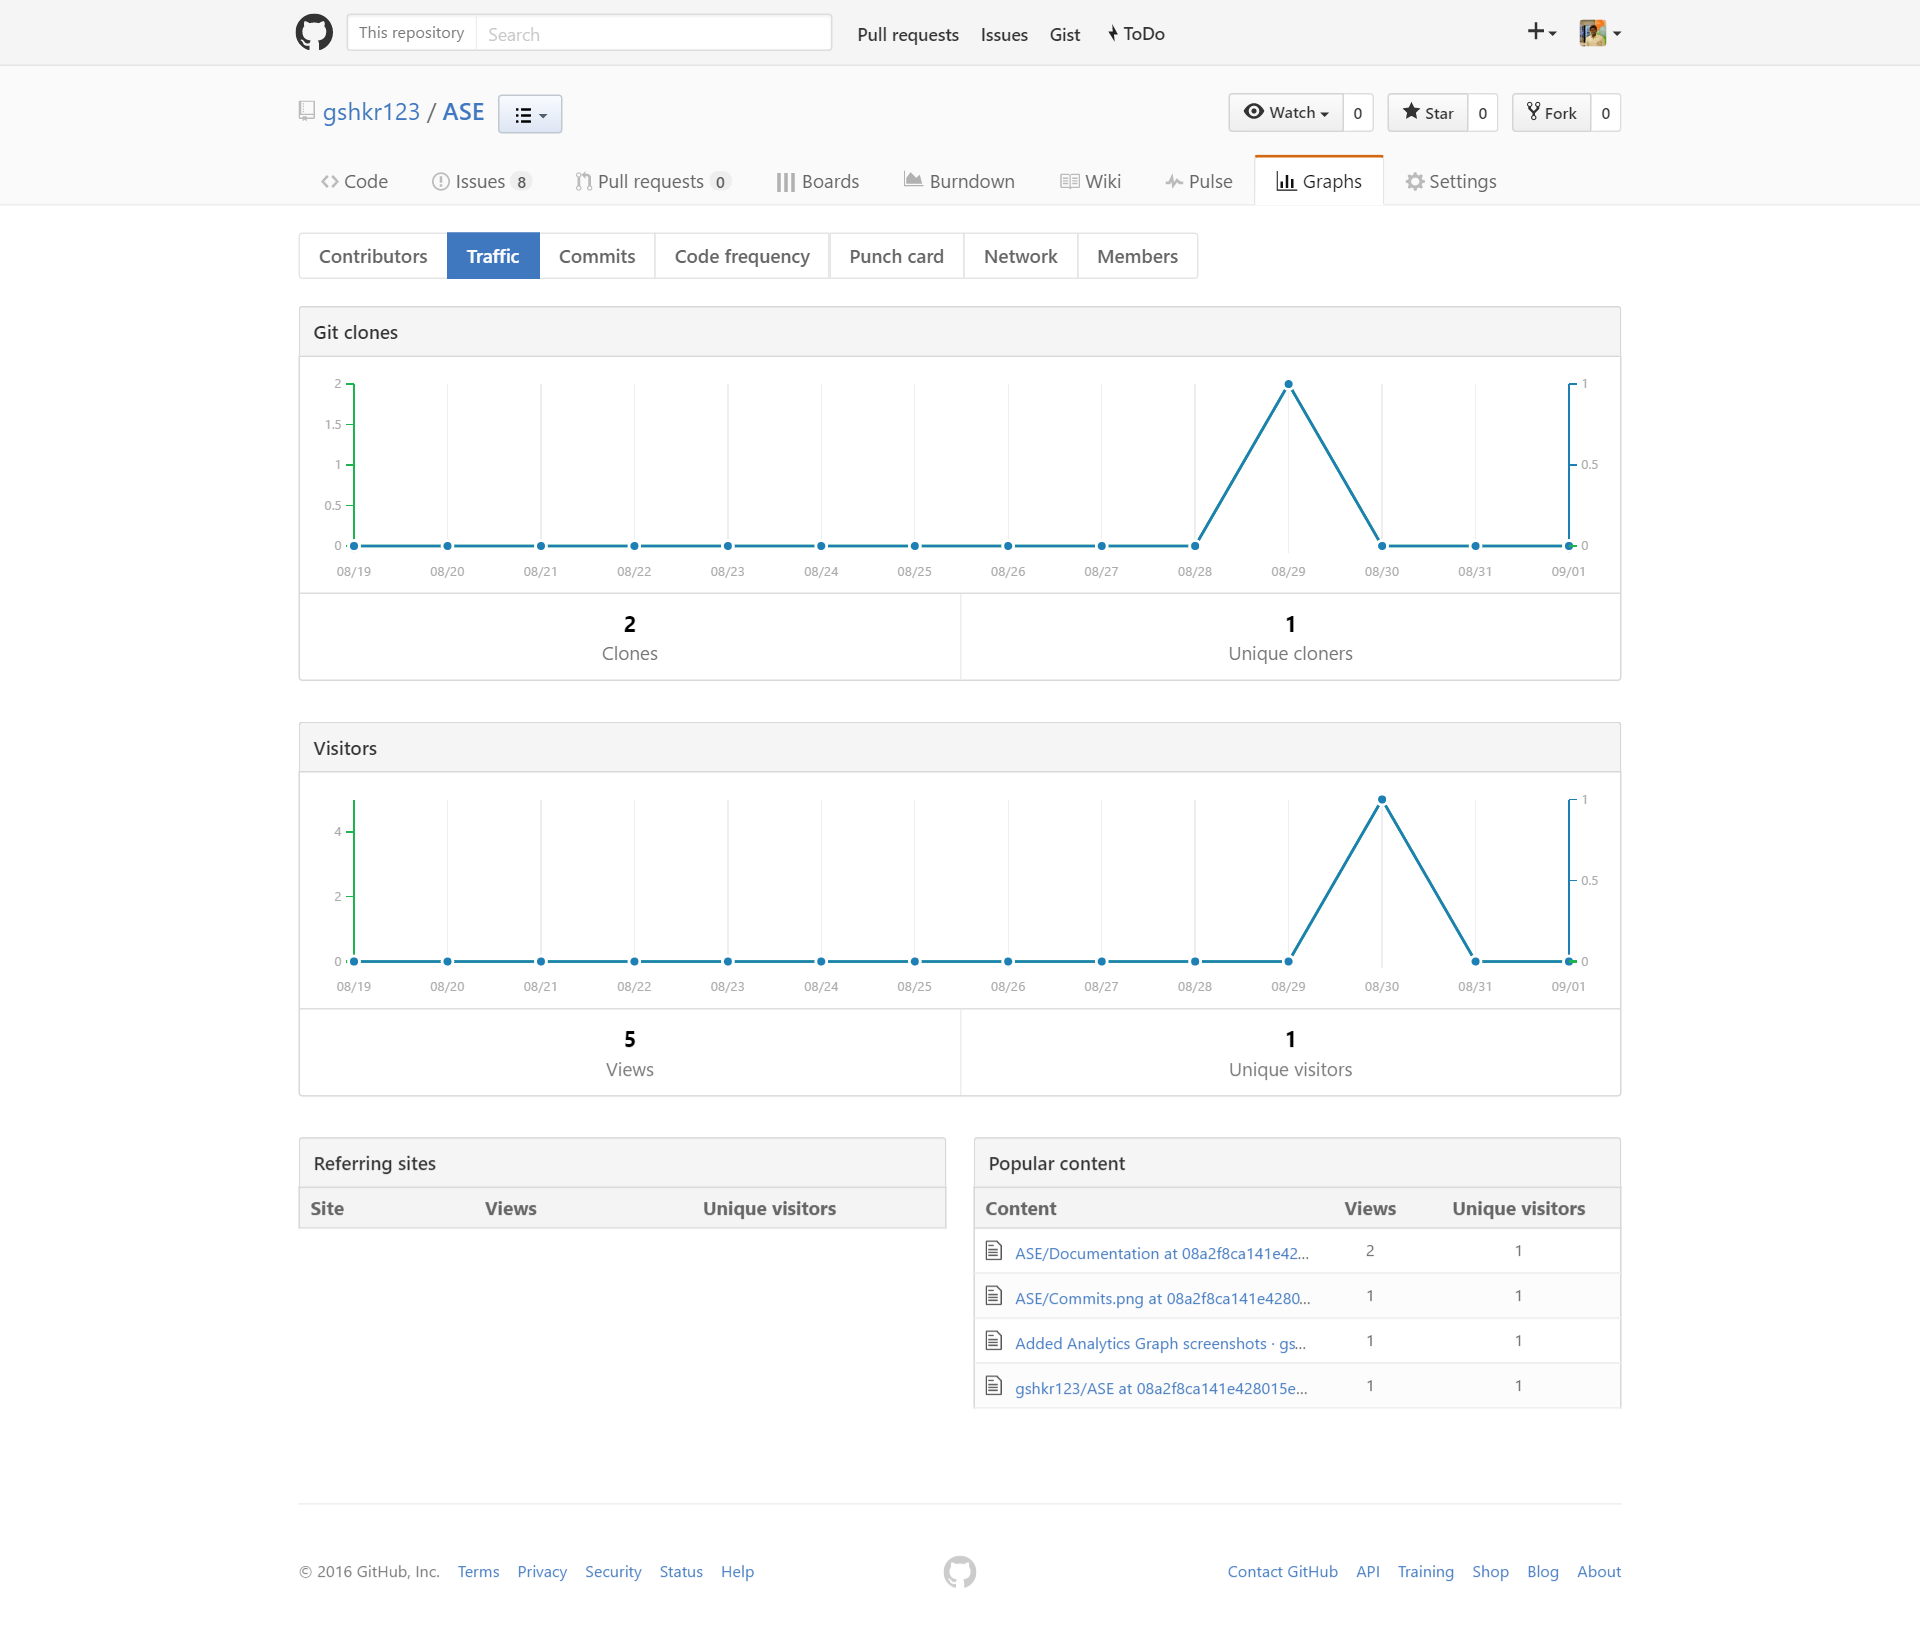 This repository Search Pull requests Issues Gist ToDo
gshkr123 / ASE Watch 0 Star 0 Fork 0
Code Issues 8 Pull requests 0 Boards Burndown Wiki Pulse Graphs Settings
Contributors Traffic Commits Code frequency Punch card Network Members
Git clones
2 1
1.5
1 0.5
0.5
0 0
08/19 08/20 08/21 08/22 08/23 08/24 08/25 08/26 08/27 08/28 08/29 08/30 08/31 09/01
2 1
Clones Unique cloners
Visitors
1
4
0.5
2
0 0
08/19 08/20 08/21 08/22 08/23 08/24 08/25 08/26 08/27 08/28 08/29 08/30 08/31 09/01
5 1
Views Unique visitors
Referring sites
Site Views Unique visitors
Popular content
Content Views Unique visitors
ASE/Documentation at 08a2f8ca141e42... 2 1
ASE/Commits.png at 08a2f8ca141e4280... 1 1
Added Analytics Graph screenshots · gs... 1 1
gshkr123/ASE at 08a2f8ca141e428015e... 1 1
© 2016 GitHub, Inc. Terms Privacy Security Status Help Contact GitHub API Training Shop Blog About